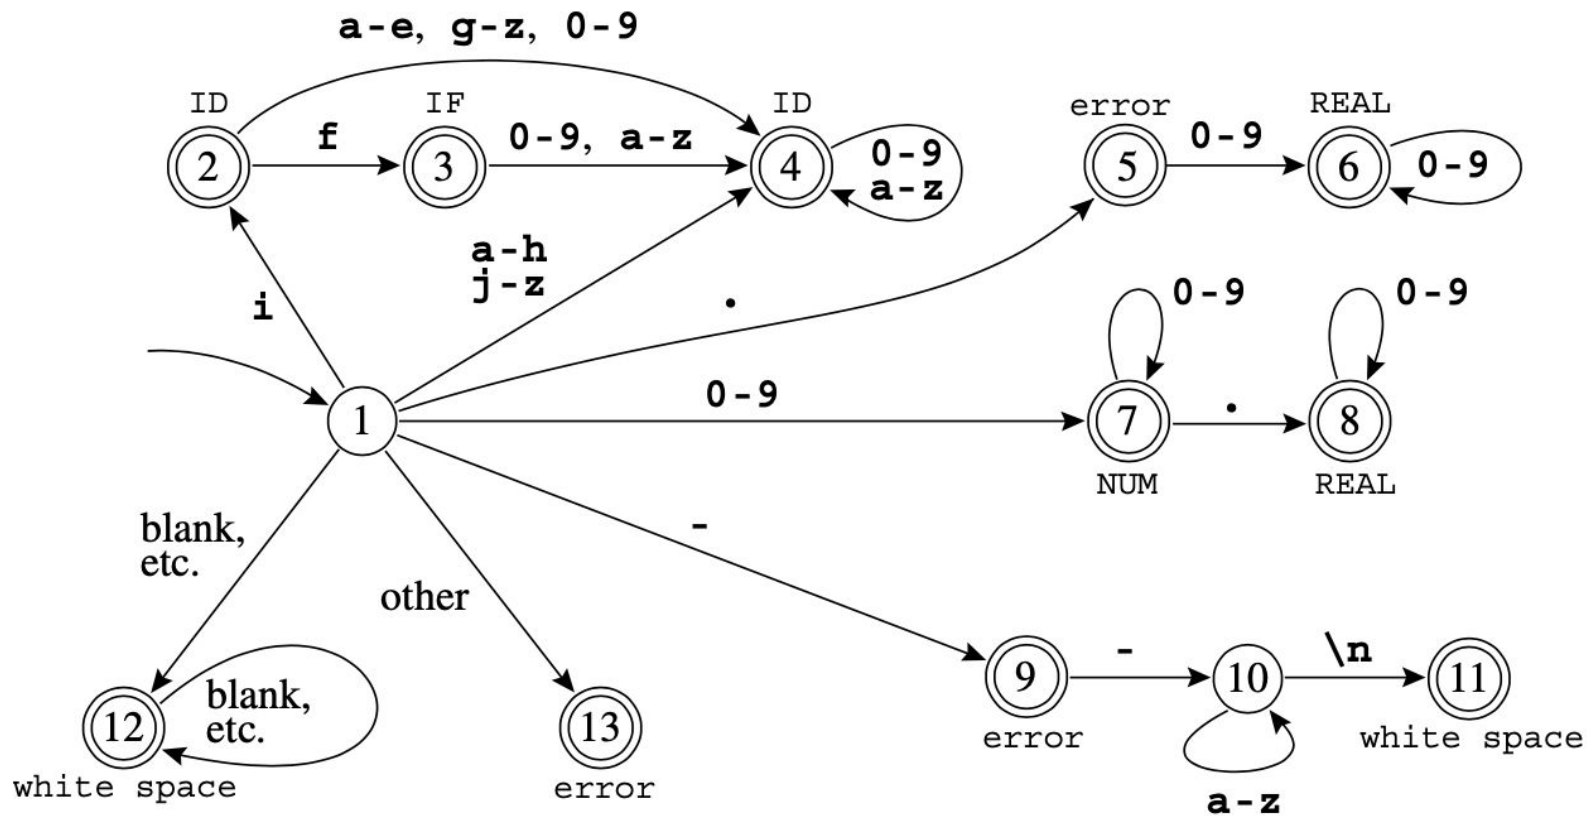 a-e, g-z, 0-9
ID
IF
ID
error
REAL
2
f
3
0-9, a-z
4
0-9
a-z
5
0-9
6
0-9
a-h
j-z
i
.
0-9
0-9
1
0-9
7
.
8
NUM
REAL
blank,
etc.
-
other
9
-
10
\n
11
12
blank,
etc.
13
error
white space
white space
error
a-z